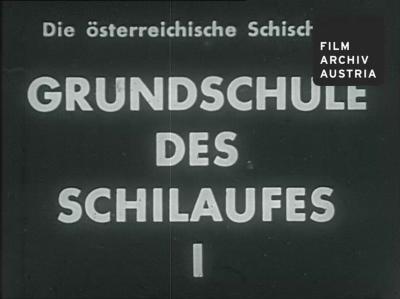 Die österreichische Schisch
FILM
ARCHIV
AUSTRIA
GRUNDSCHULE
DES
SCHILAUFES
I